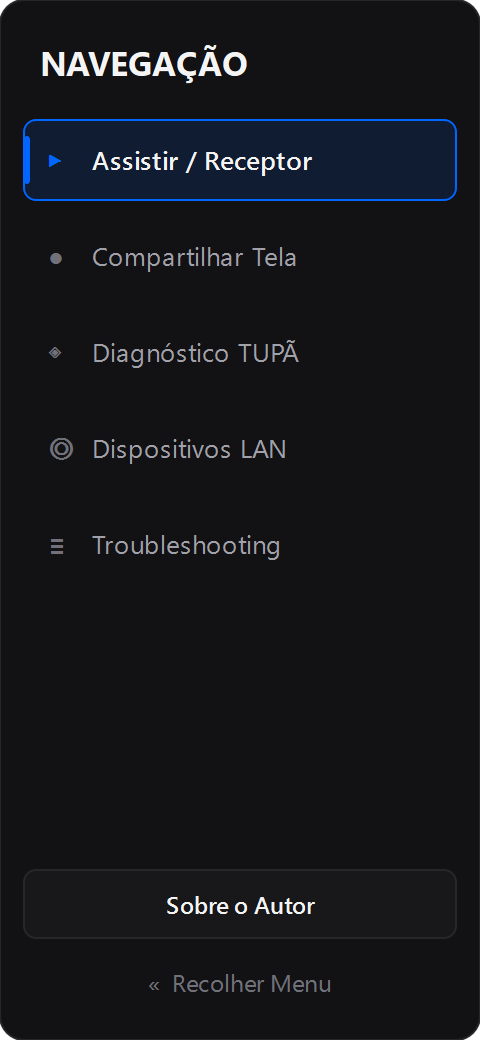 NAVEGAÇÃO
Assistir / Receptor
Compartilhar Tela
Diagnóstico TUPÃ
Dispositivos LAN
Troubleshooting
Sobre o Autor
« Recolher Menu